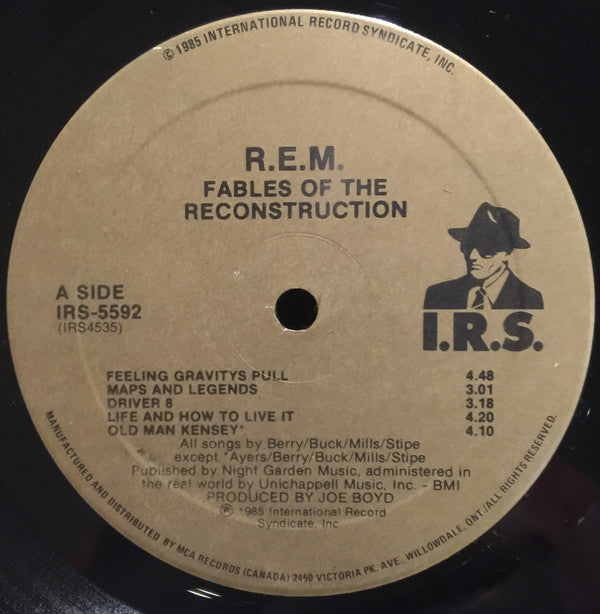 © 1985 INTERNATIONAL RECORD SYNDICATE, INC.
R.E.M.
FABLES OF THE
RECONSTRUCTION
A SIDE
IRS-5592
(IRS4535)
I.R.S.
FEELING GRAVITYS PULL 4.48
MAPS AND LEGENDS 3.01
DRIVER 8 3.18
LIFE AND HOW TO LIVE IT 4.20
OLD MAN KENSEY* 4.10
All songs by Berry/Buck/Mills/Stipe
except *Ayers/Berry/Buck/Mills/Stipe
Published by Night Garden Music, administered in
the real world by Unichappell Music, Inc. - BMI
PRODUCED BY JOE BOYD
℗ 1985 International Record
Syndicate, Inc
MANUFACTURED AND DISTRIBUTED BY MCA RECORDS (CANADA) 2450 VICTORIA PK. AVE., WILLOWDALE, ONT./ALL RIGHTS RESERVED.